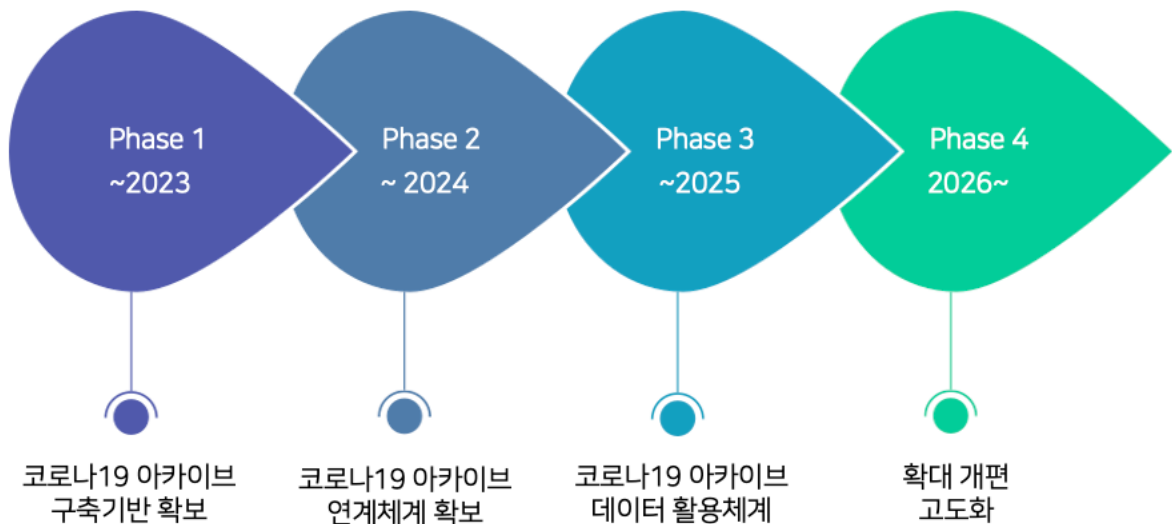 Phase 1
~2023
Phase 2
~ 2024
Phase 3
~2025
Phase 4
2026~
코로나19 아카이브
구축기반 확보
코로나19 아카이브
연계체계 확보
코로나19 아카이브
데이터 활용체계
확대 개편
고도화